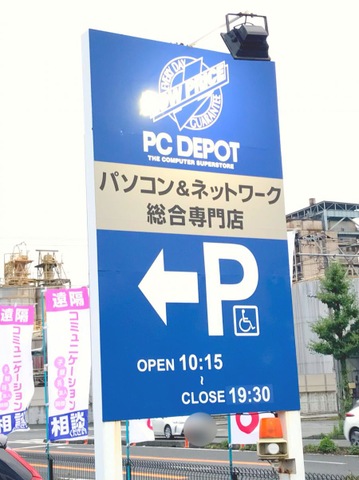 EVERY DAY
LOW PRICE
GUARANTEE
PC DEPOT
THE COMPUTER SUPERSTORE
パソコン&ネットワーク
総合専門店
P
OPEN 10:15
~
CLOSE 19:30
遠隔
コミュニケーション
相談
遠隔
コミュニケーション
相談